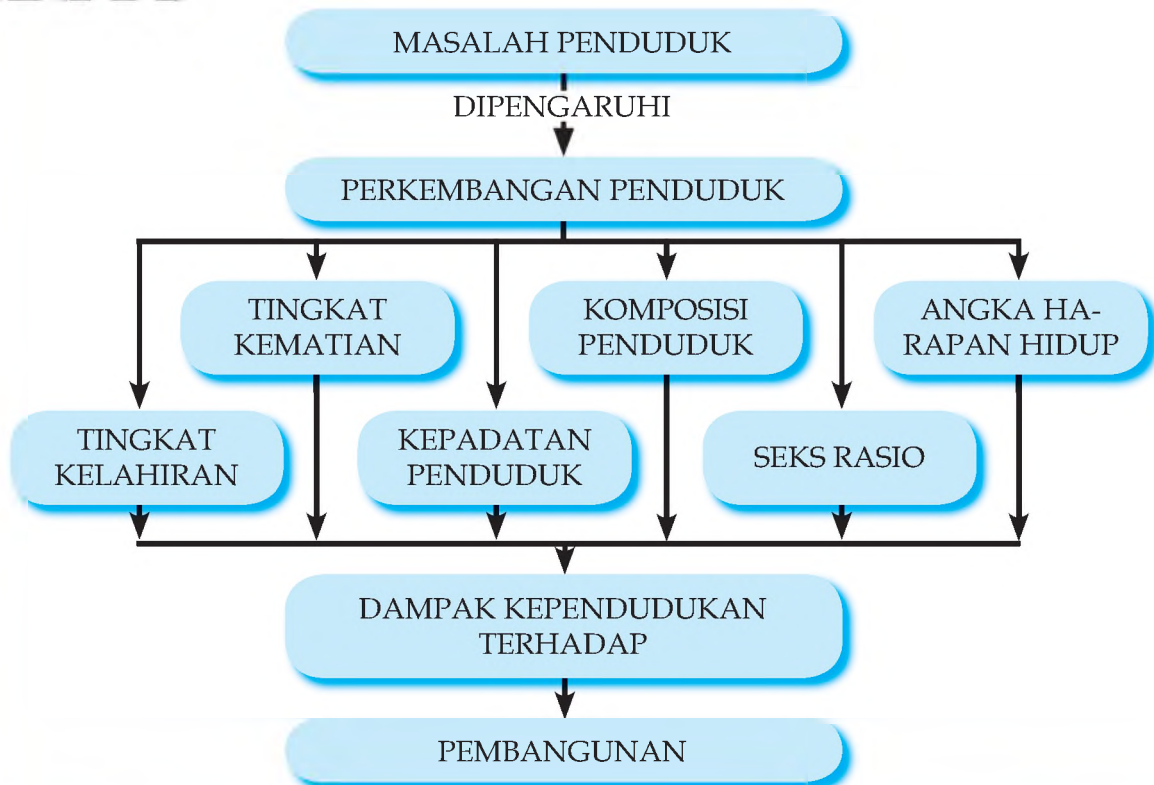 MASALAH PENDUDUK
DIPENGARUHI
PERKEMBANGAN PENDUDUK
TINGKAT
KEMATIAN
KOMPOSISI
PENDUDUK
ANGKA HA-
RAPAN HIDUP
TINGKAT
KELAHIRAN
KEPADATAN
PENDUDUK
SEKS RASIO
DAMPAK KEPENDUDUKAN
TERHADAP
PEMBANGUNAN